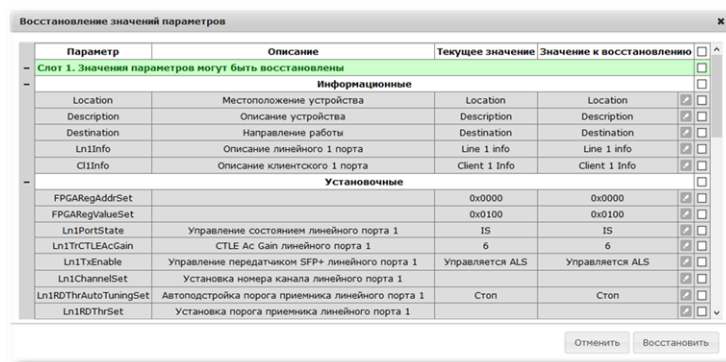 Восстановление значений параметров
Параметр Описание Текущее значение Значение к восстановлению
Слот 1. Значения параметров могут быть восстановлены
Информационные
Location Местоположение устройства Location Location
Description Описание устройства Description Description
Destination Направление работы Destination Destination
Ln1Info Описание линейного 1 порта Line 1 info Line 1 info
Cl1Info Описание клиентского 1 порта Client 1 Info Client 1 Info
Установочные
FPGARegAddrSet 0x0000 0x0000
FPGARegValueSet 0x0100 0x0100
Ln1PortState Управление состоянием линейного порта 1 IS IS
Ln1TrCTLEAcGain CTLE Ac Gain линейного порта 1 6 6
Ln1TxEnable Управление передатчиком SFP+ линейного порта 1 Управляется ALS Управляется ALS
Ln1ChannelSet Установка номера канала линейного порта 1
Ln1RDThrAutoTuningSet Автоподстройка порога приемника линейного порта 1 Стоп Стоп
Ln1RDThrSet Установка порога приемника линейного порта 1
Отменить Восстановить